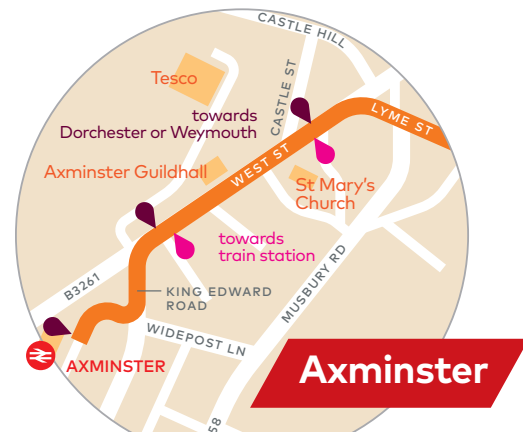 CASTLE HILL
Tesco
CASTLE ST
towards
Dorchester or Weymouth
LYME ST
Axminster Guildhall
WEST ST
St Mary's
Church
towards
train station
B3261
KING EDWARD
ROAD
MUSBURY RD
WIDEPOST LN
AXMINSTER
Axminster
58